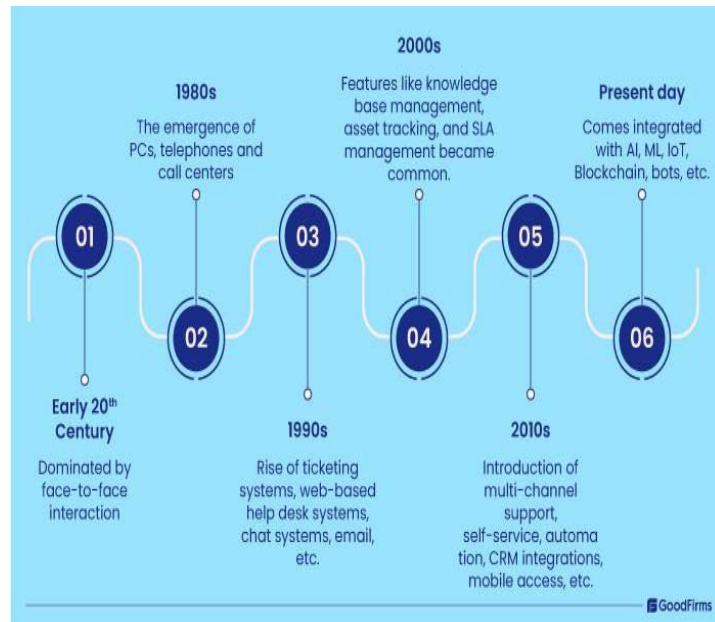 01
Early 20th
Century
Dominated by
face-to-face
interaction
1980s
The emergence of
PCs, telephones and
call centers
02
03
1990s
Rise of ticketing
systems, web-based
help desk systems,
chat systems, email,
etc.
2000s
Features like knowledge
base management,
asset tracking, and SLA
management became
common.
04
05
2010s
Introduction of
multi-channel
support,
self-service, automa
tion, CRM integrations,
mobile access, etc.
Present day
Comes integrated
with AI, ML, IoT,
Blockchain, bots, etc.
06
GoodFirms